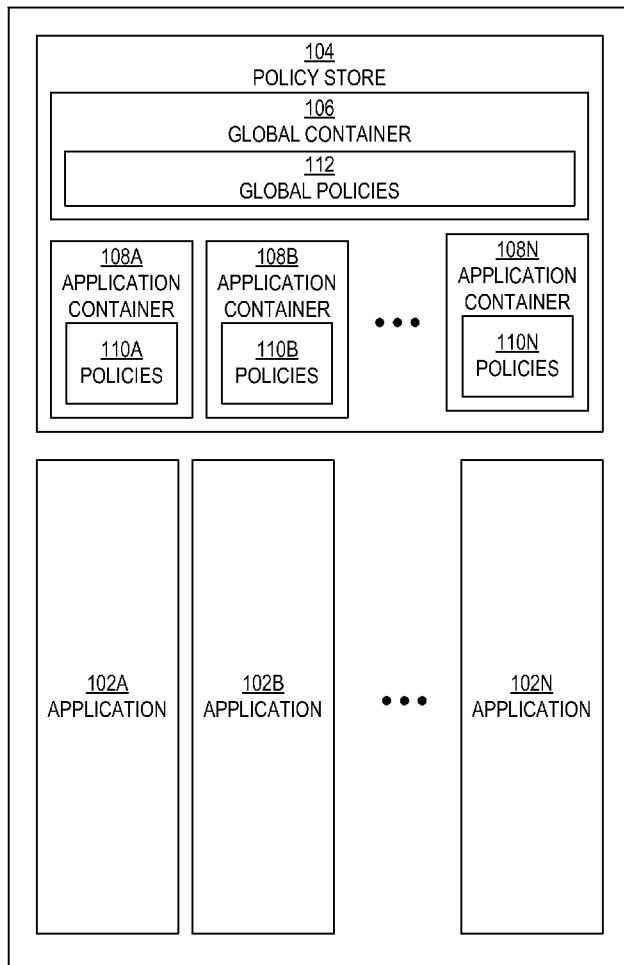 104
POLICY STORE
106
GLOBAL CONTAINER
112
GLOBAL POLICIES
108A
APPLICATION
CONTAINER
110A
POLICIES
108B
APPLICATION
CONTAINER
110B
POLICIES
108N
APPLICATION
CONTAINER
110N
POLICIES
102A
APPLICATION
102B
APPLICATION
102N
APPLICATION